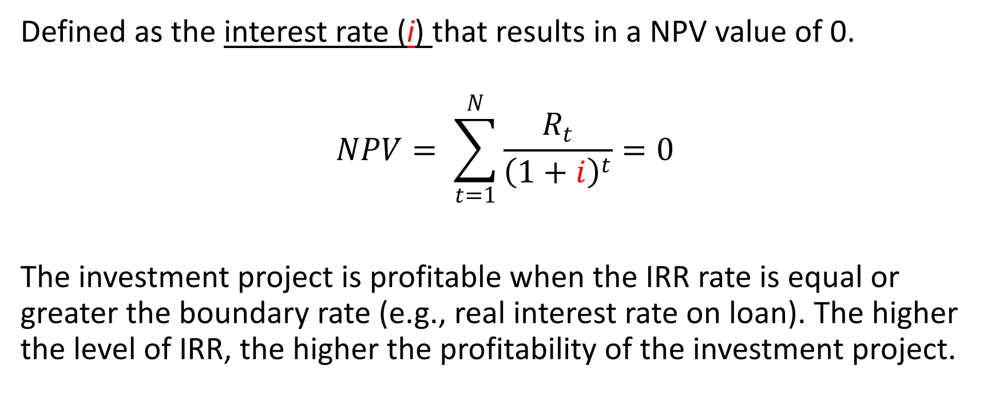 Defined as the interest rate (i) that results in a NPV value of 0.
NPV = \sum_{t=1}^{N} \frac{R_t}{(1 + i)^t} = 0
The investment project is profitable when the IRR rate is equal or
greater the boundary rate (e.g., real interest rate on loan). The higher
the level of IRR, the higher the profitability of the investment project.